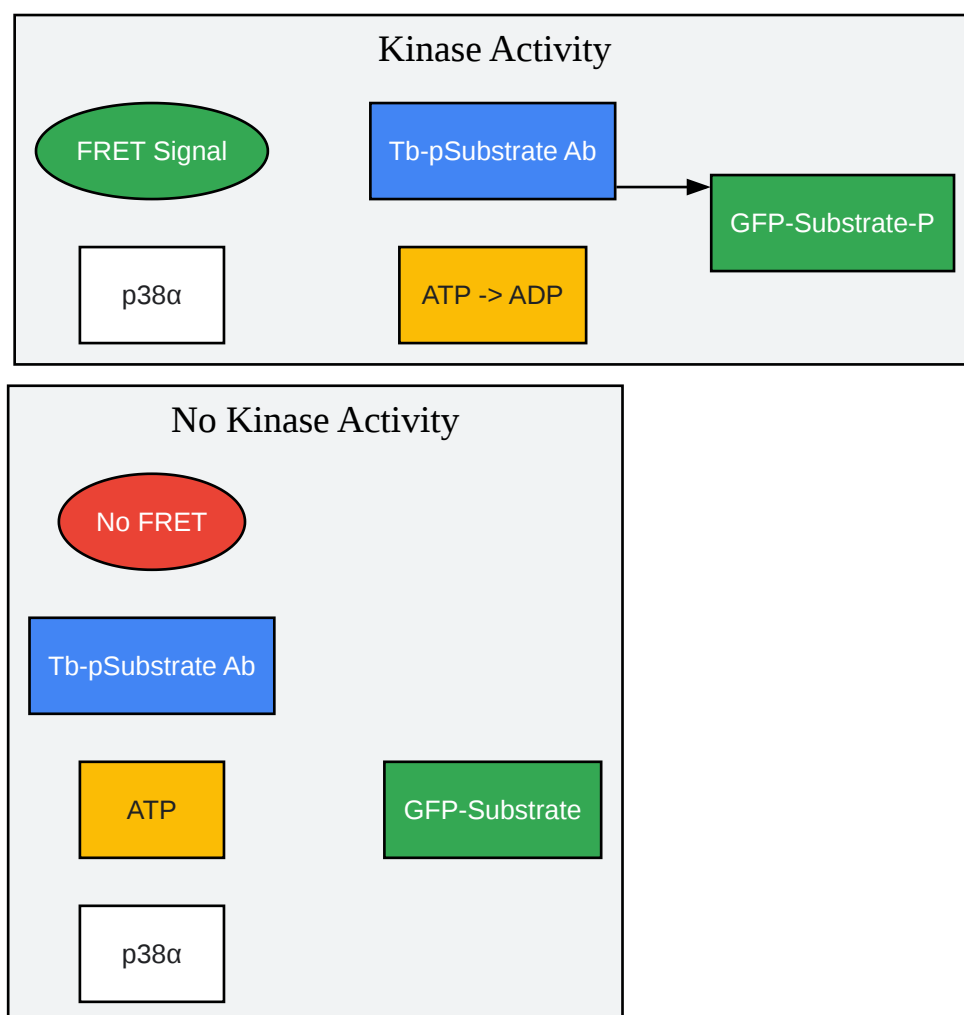 Kinase Activity
FRET Signal
Tb-pSubstrate Ab
GFP-Substrate-P
p38α
ATP -> ADP
No Kinase Activity
No FRET
Tb-pSubstrate Ab
ATP
GFP-Substrate
p38α